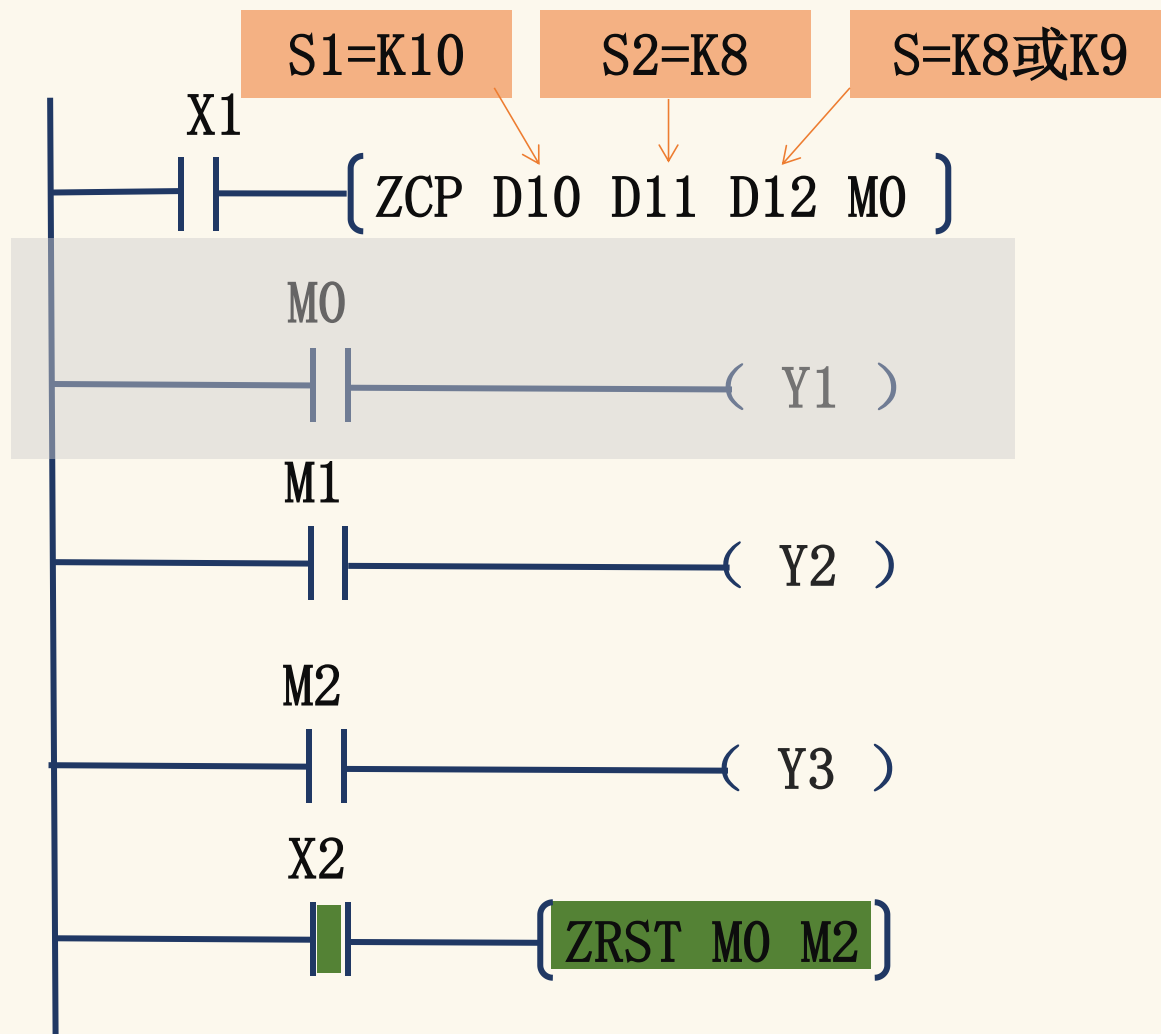 S1=K10 S2=K8 S=K8或K9
X1
ZCP D10 D11 D12 M0
M0
( Y1 )
M1
( Y2 )
M2
( Y3 )
X2
ZRST M0 M2